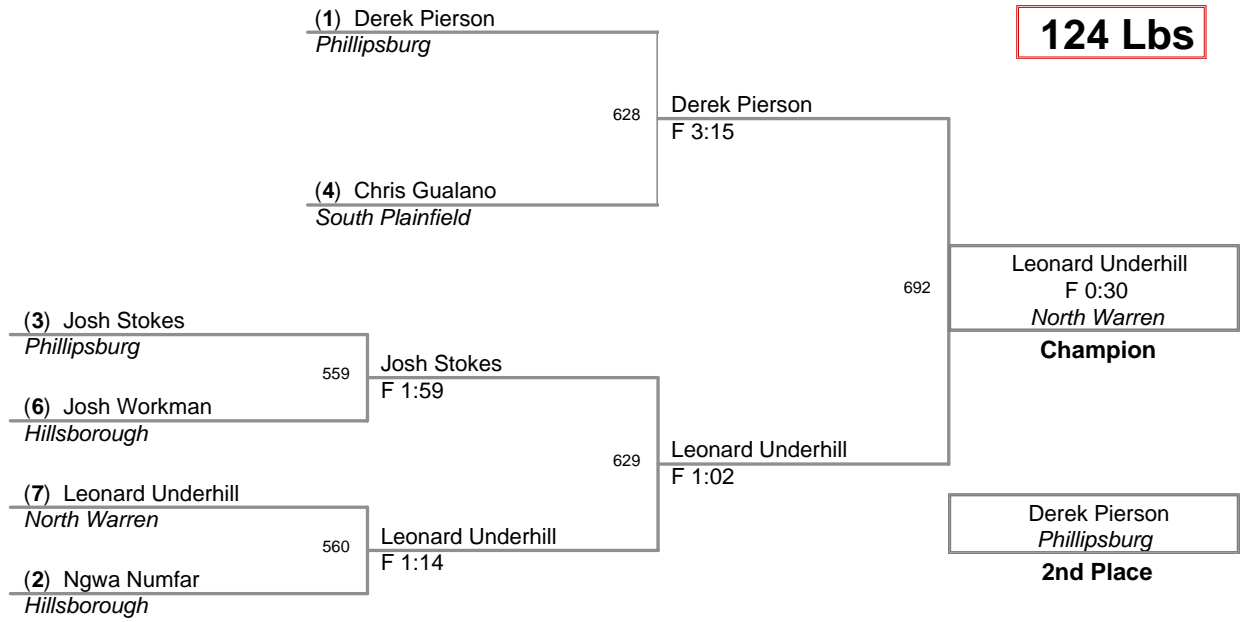 124 Lbs
(1) Derek Pierson
Phillipsburg
628
Derek Pierson
F 3:15
(4) Chris Gualano
South Plainfield
692
Leonard Underhill
F 0:30
North Warren
Champion
(3) Josh Stokes
Phillipsburg
559
Josh Stokes
F 1:59
(6) Josh Workman
Hillsborough
629
Leonard Underhill
F 1:02
(7) Leonard Underhill
North Warren
560
Leonard Underhill
F 1:14
(2) Ngwa Numfar
Hillsborough
Derek Pierson
Phillipsburg
2nd Place